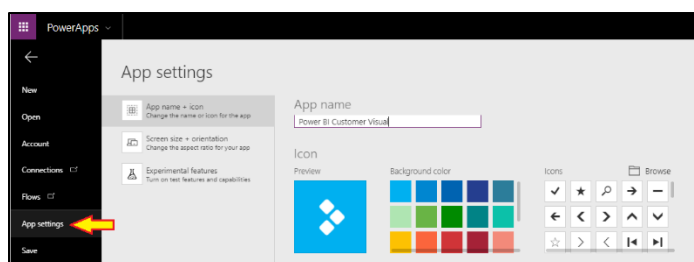 PowerApps
New
Open
Account
Connections
Flows
App settings
Save
App settings
App name + icon
Change the name or icon for the app
Screen size + orientation
Change the aspect ratio for your app
Experimental features
Turn on test features and capabilities
App name
Power BI Customer Visual
Icon
Preview
Background color
Icons
Browse